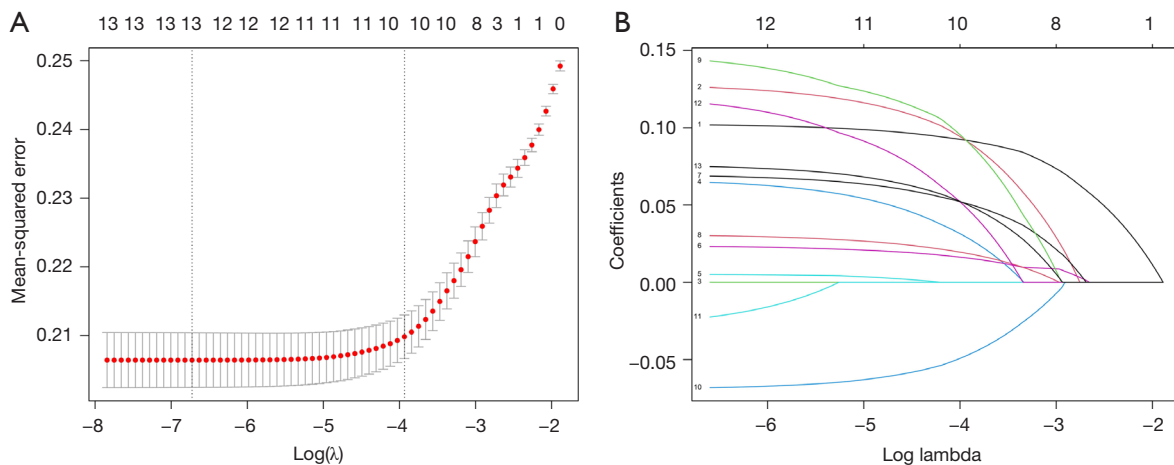 A
13 13 13 13 12 12 12 11 11 10 10 10 8 3 1 1 0
0.25
0.24
0.23
0.22
0.21
Mean-squared error
−8 −7 −6 −5 −4 −3 −2
Log(λ)
B
12 11 10 8 1
0.15
0.10
0.05
0.00
−0.05
Coefficients
9
2
12
1
13
7
4
8
6
5
3
11
10
−6 −5 −4 −3 −2
Log lambda